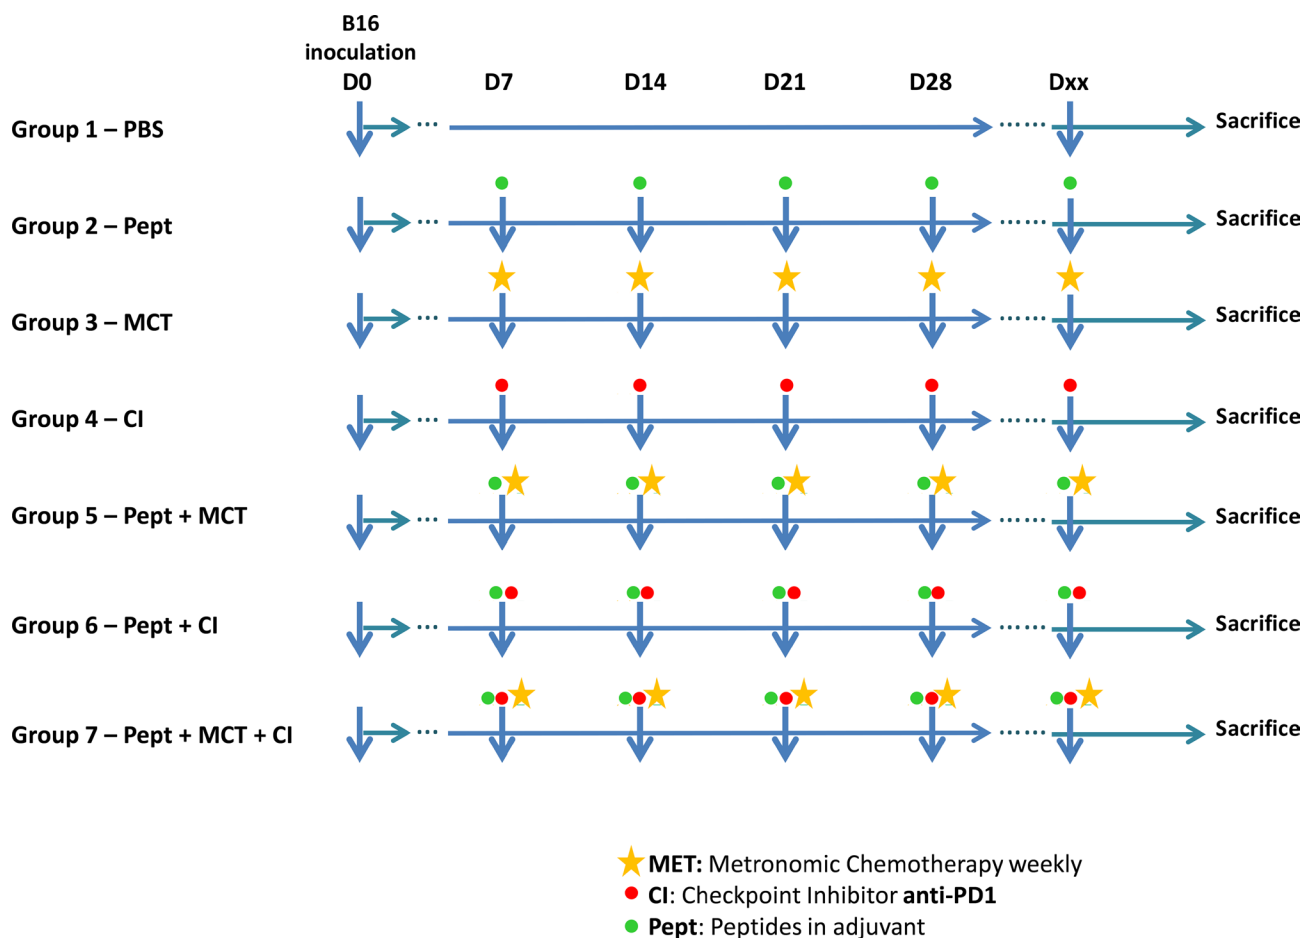 B16
inoculation
D0 D7 D14 D21 D28 Dxx
Group 1 – PBS Sacrifice
Group 2 – Pept Sacrifice
Group 3 – MCT Sacrifice
Group 4 – CI Sacrifice
Group 5 – Pept + MCT Sacrifice
Group 6 – Pept + CI Sacrifice
Group 7 – Pept + MCT + CI Sacrifice
MET: Metronomic Chemotherapy weekly
CI: Checkpoint Inhibitor anti-PD1
Pept: Peptides in adjuvant